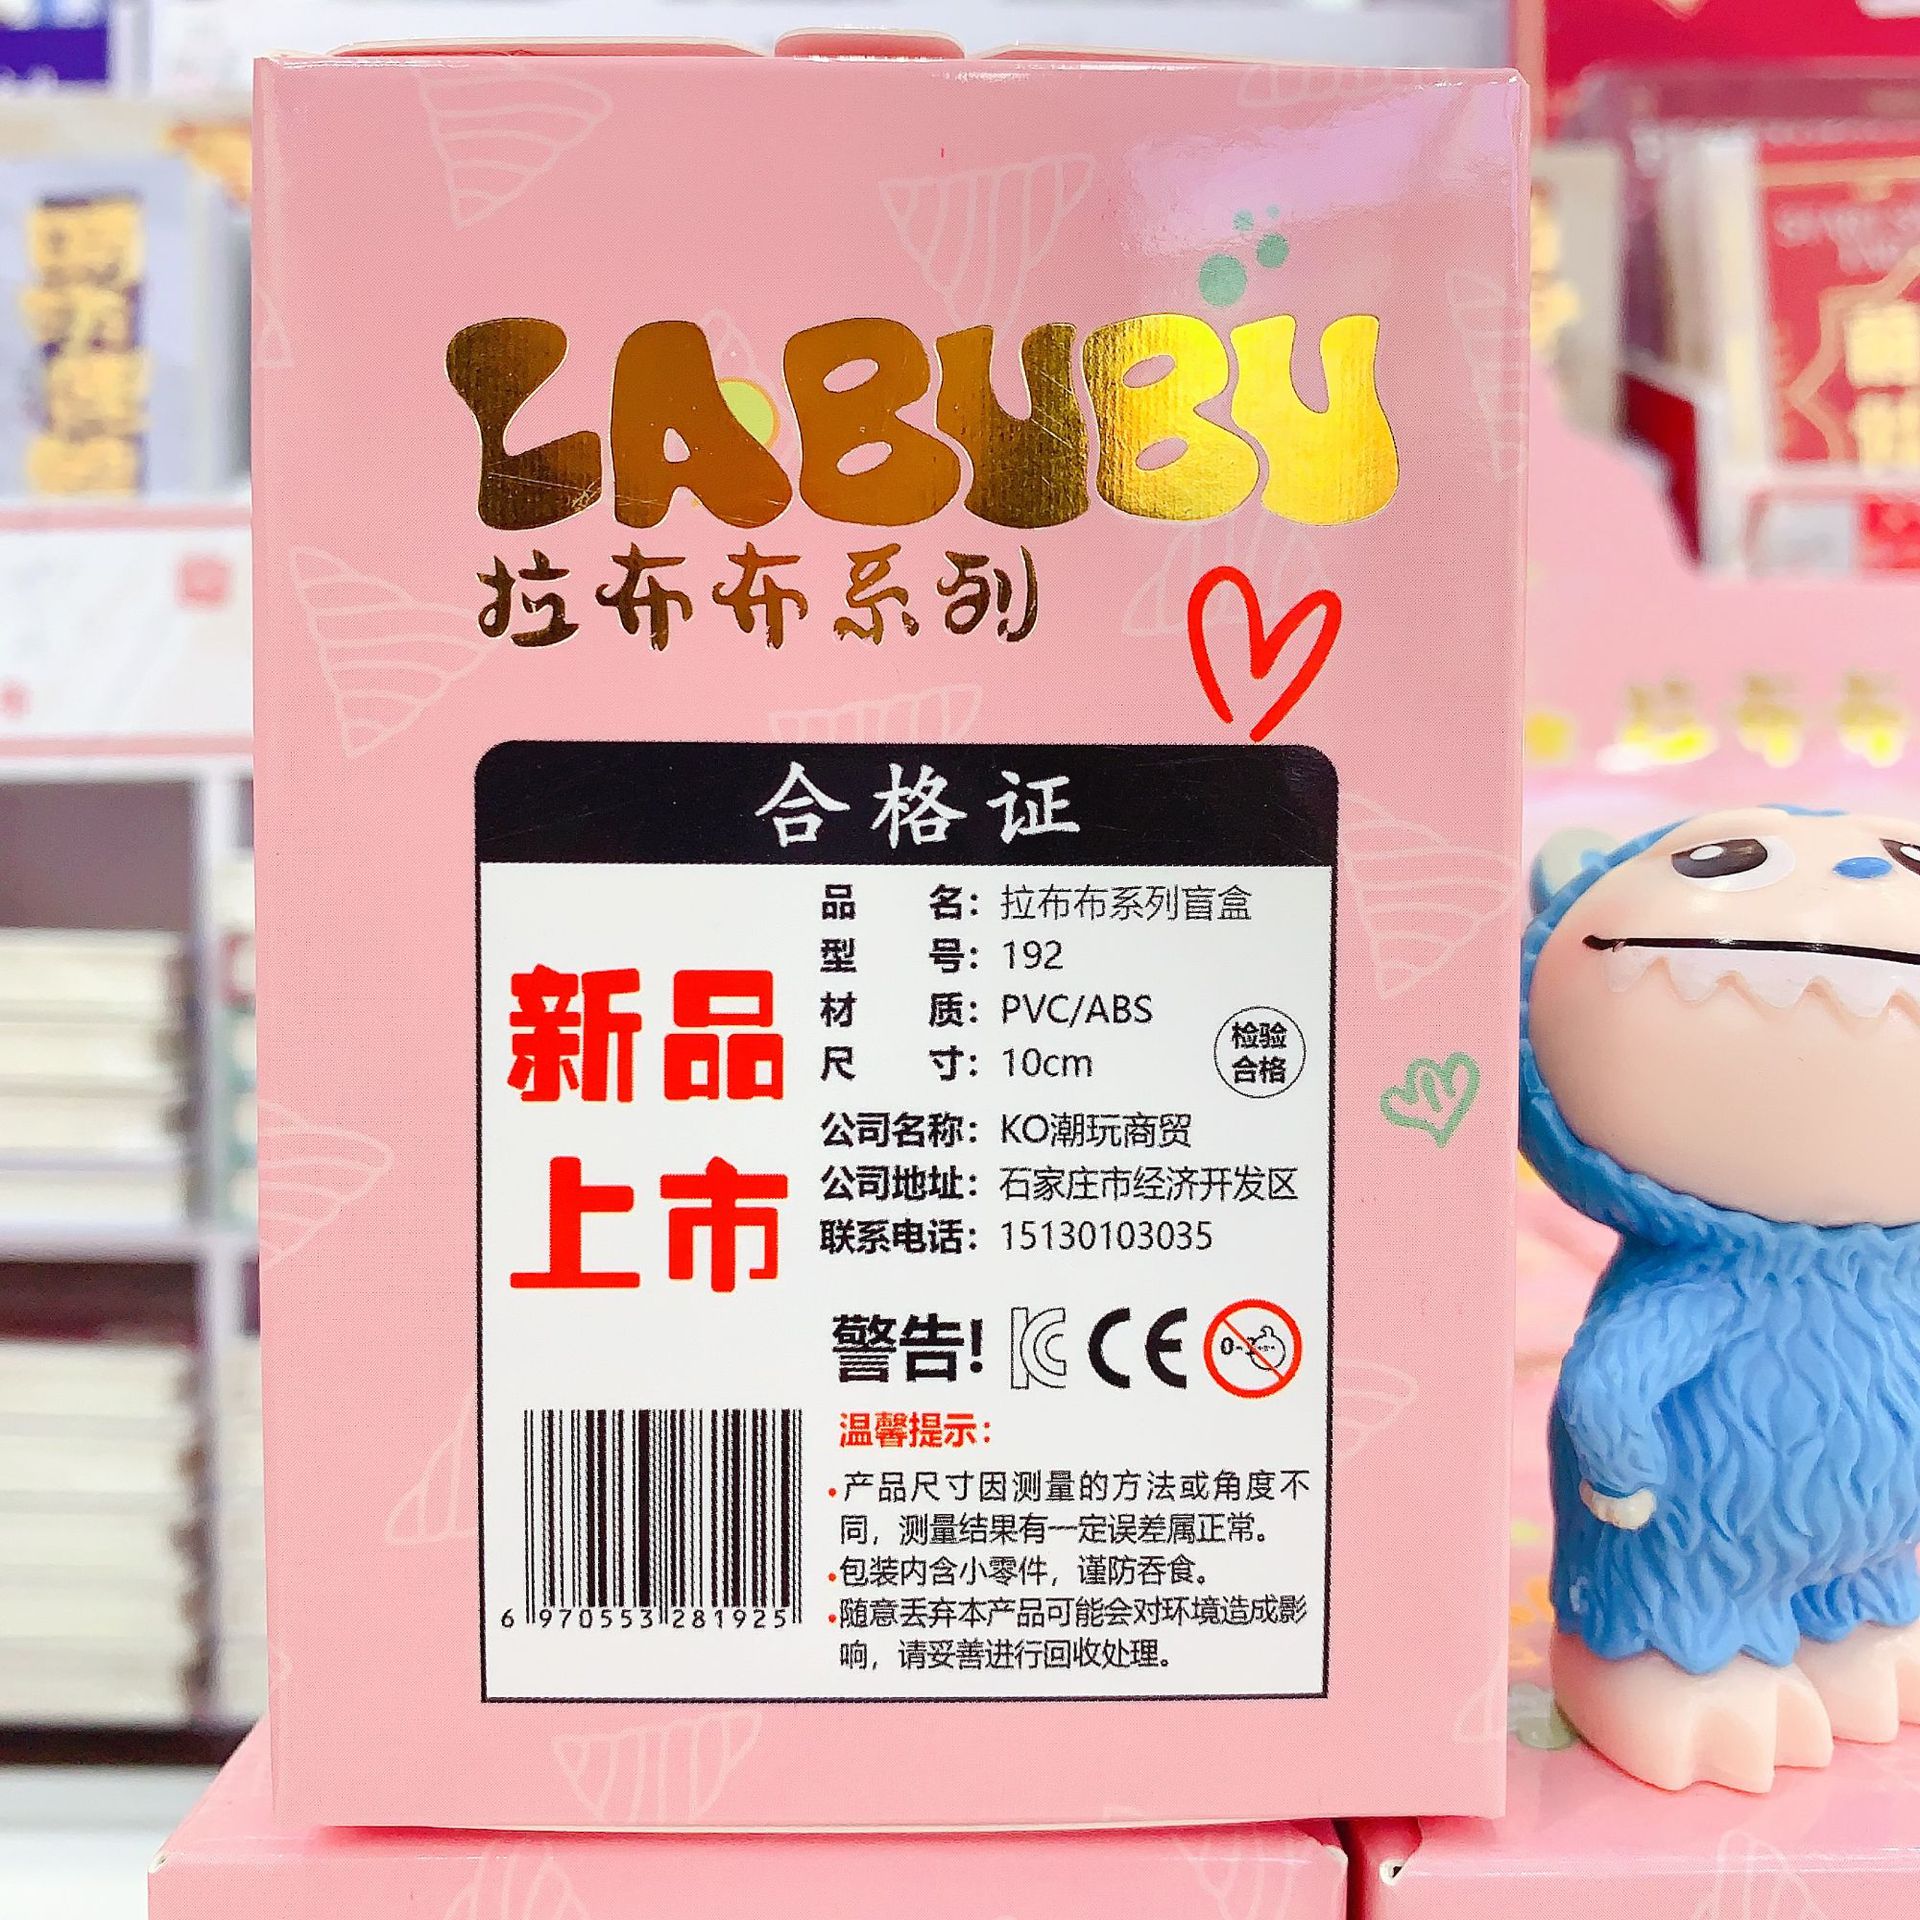 LABUBU
拉布布系列
合格证
新品
上市
品 名：拉布布系列盲盒
型 号：192
材 质：PVC/ABS
尺 寸：10cm
检验
合格
公司名称：KO潮玩商贸
公司地址：石家庄市经济开发区
联系电话：15130103035
警告!
CE
温馨提示：
·产品尺寸因测量的方法或角度不
同，测量结果有一定误差属正常。
·包装内含小零件，谨防吞食。
·随意丢弃本产品可能会对环境造成影
响，请妥善进行回收处理。
6 970553 281925